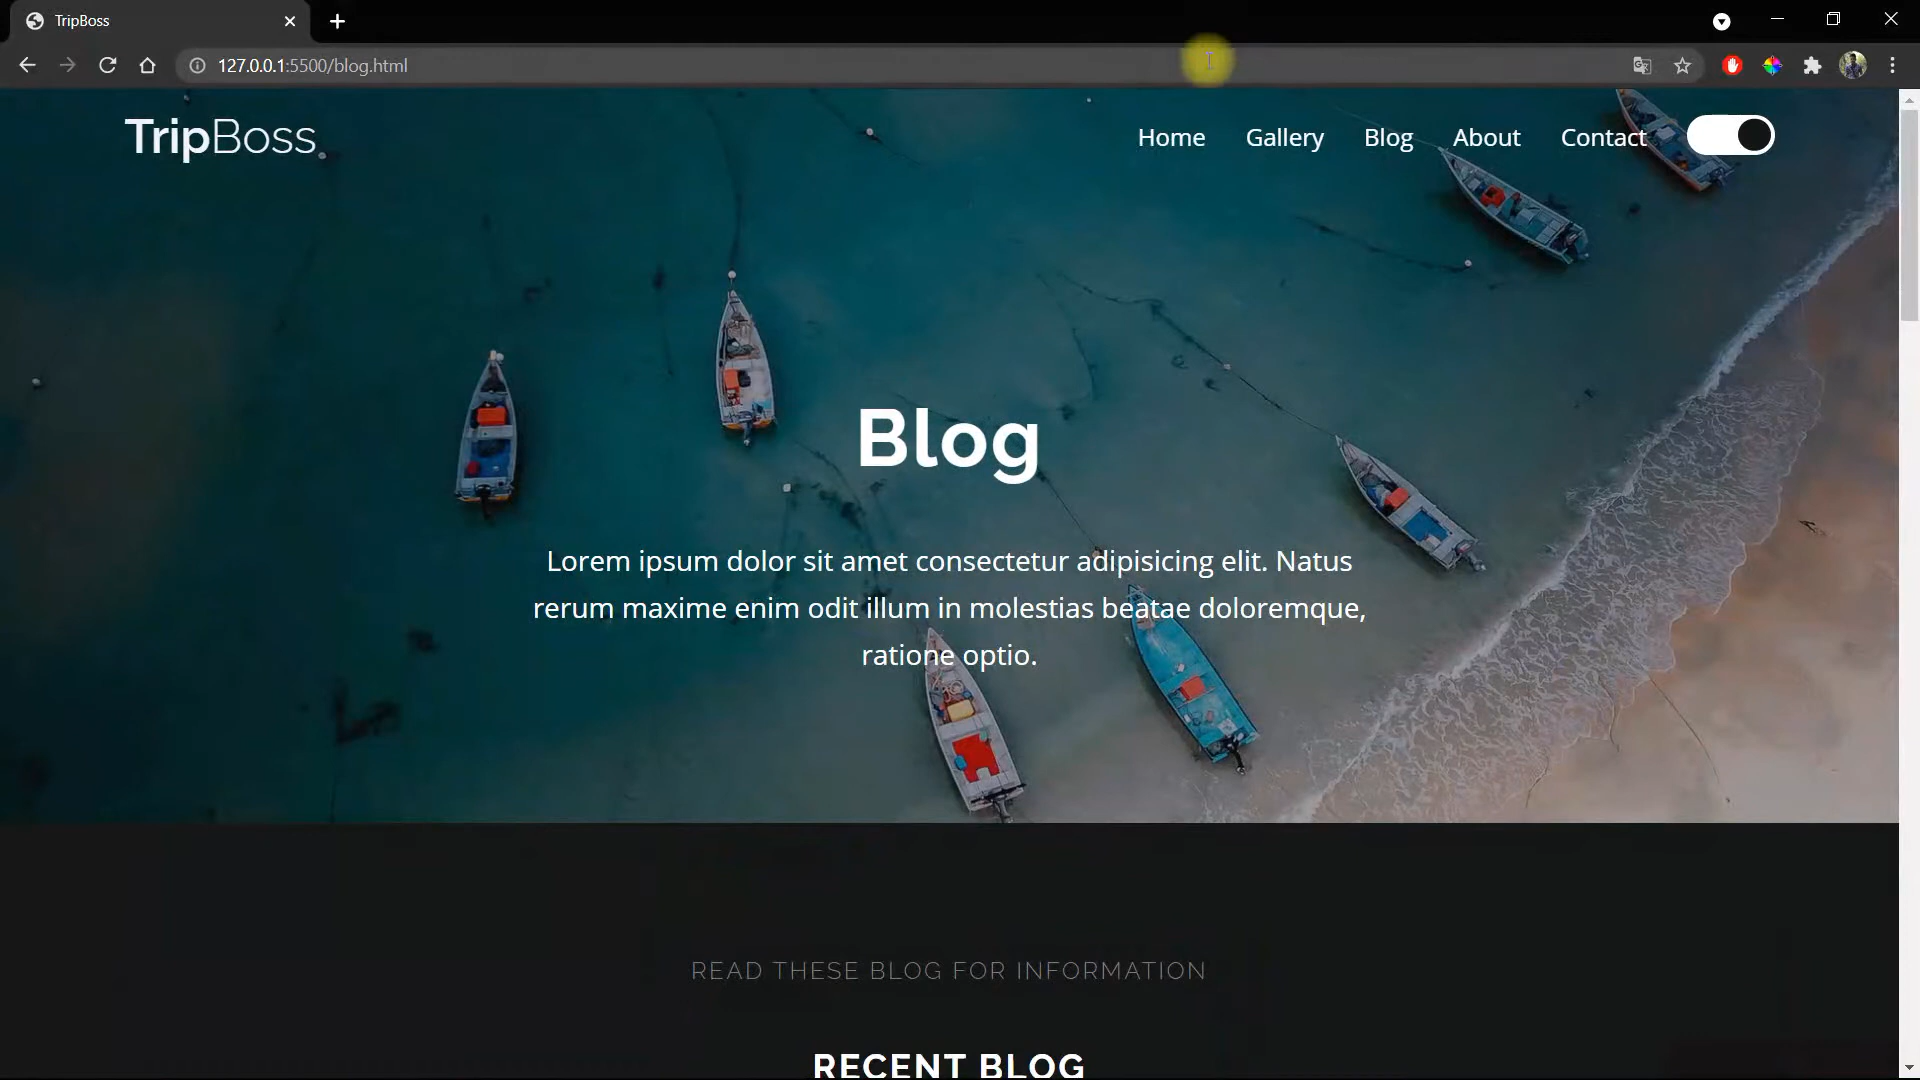 TripBoss
127.0.0.1:5500/blog.html
TripBoss
Home Gallery Blog About Contact
Blog
Lorem ipsum dolor sit amet consectetur adipisicing elit. Natus
rerum maxime enim odit illum in molestias beatae doloremque,
ratione optio.
READ THESE BLOG FOR INFORMATION
RECENT BLOG